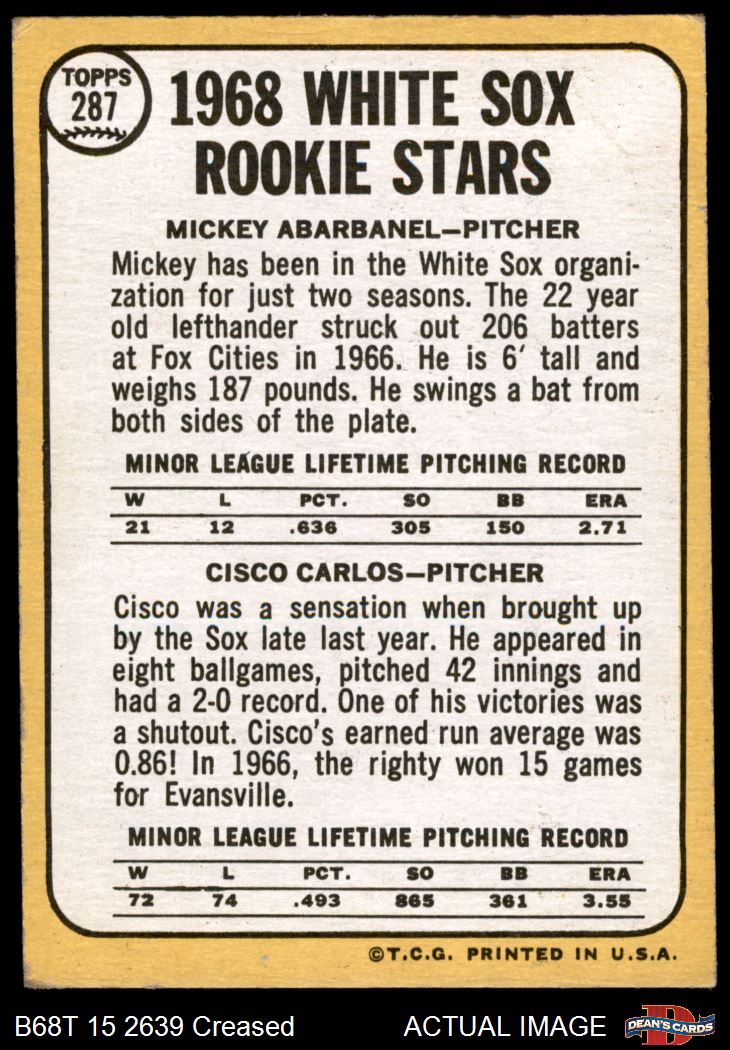 TOPPS
287
1968 WHITE SOX
ROOKIE STARS
MICKEY ABARBANEL—PITCHER
Mickey has been in the White Sox organi-
zation for just two seasons. The 22 year
old lefthander struck out 206 batters
at Fox Cities in 1966. He is 6′ tall and
weighs 187 pounds. He swings a bat from
both sides of the plate.
MINOR LEAGUE LIFETIME PITCHING RECORD
W L PCT. SO BB ERA
21 12 .636 305 150 2.71
CISCO CARLOS—PITCHER
Cisco was a sensation when brought up
by the Sox late last year. He appeared in
eight ballgames, pitched 42 innings and
had a 2-0 record. One of his victories was
a shutout. Cisco's earned run average was
0.86! In 1966, the righty won 15 games
for Evansville.
MINOR LEAGUE LIFETIME PITCHING RECORD
W L PCT. SO BB ERA
72 74 .493 865 361 3.55
©T.C.G. PRINTED IN U.S.A.
B68T 15 2639 Creased ACTUAL IMAGE DEAN'S CARDS